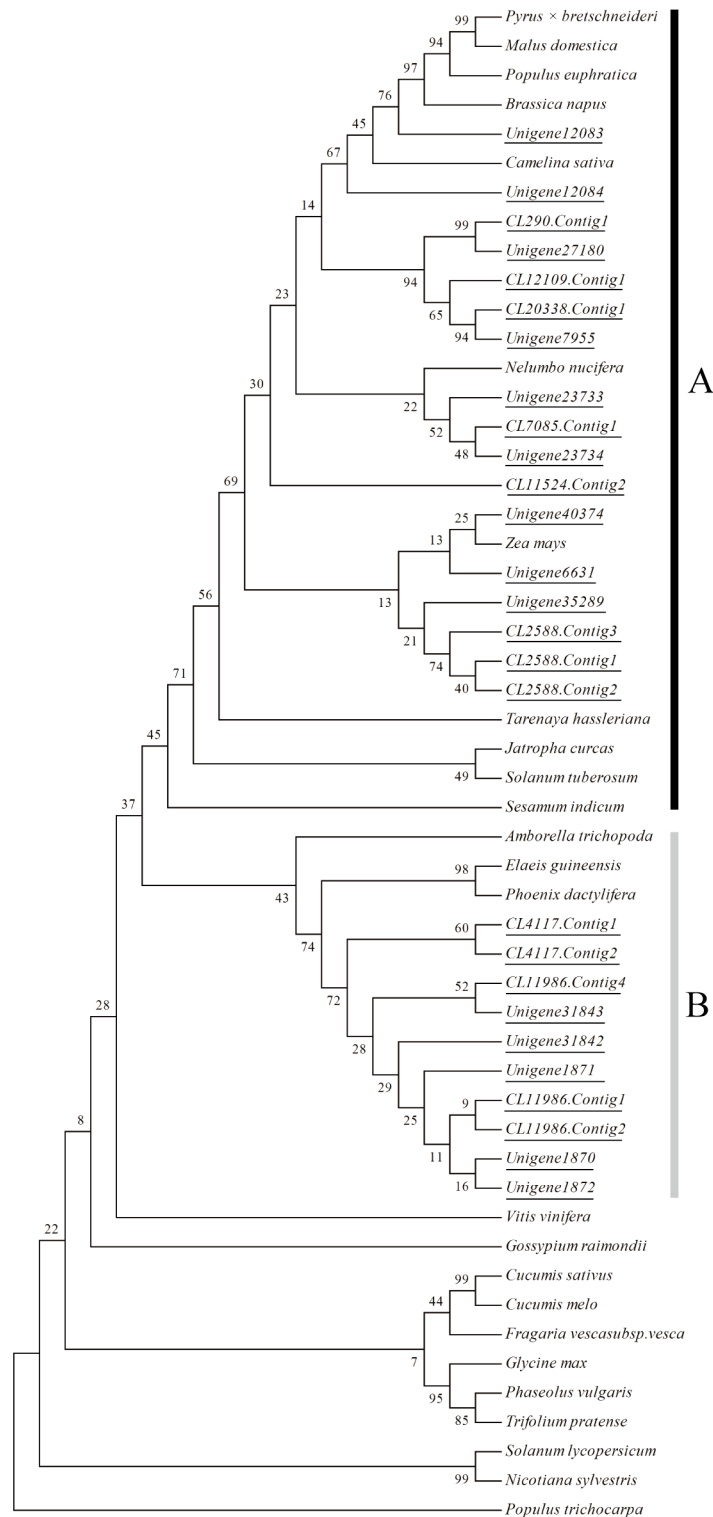 Pyrus × bretschneideri
99
Malus domestica
94
Populus euphratica
97
Brassica napus
76
Unigene12083
45
Camelina sativa
67
Unigene12084
14
CL290.Contig1
99
Unigene27180
94
CL12109.Contig1
23
CL20338.Contig1
65
Unigene7955
94
Nelumbo nucifera
A
30
Unigene23733
22
CL7085.Contig1
52
Unigene23734
48
69
CL11524.Contig2
Unigene40374
25
Zea mays
13
Unigene6631
13
56
Unigene35289
CL2588.Contig3
21
CL2588.Contig1
74
71
CL2588.Contig2
40
Tarenaya hassleriana
45
Jatropha curcas
Solanum tuberosum
49
37
Sesamum indicum
Amborella trichopoda
Elaeis guineensis
98
Phoenix dactylifera
43
CL4117.Contig1
60
74
CL4117.Contig2
CL11986.Contig4
52
72
B
28
Unigene31843
Unigene31842
28
Unigene1871
29
CL11986.Contig1
9
25
8
CL11986.Contig2
Unigene1870
11
Unigene1872
16
Vitis vinifera
22
Gossypium raimondii
Cucumis sativus
99
Cucumis melo
44
Fragaria vescasubsp.vesca
7
Glycine max
Phaseolus vulgaris
95
Trifolium pratense
85
Solanum lycopersicum
Nicotiana sylvestris
99
Populus trichocarpa